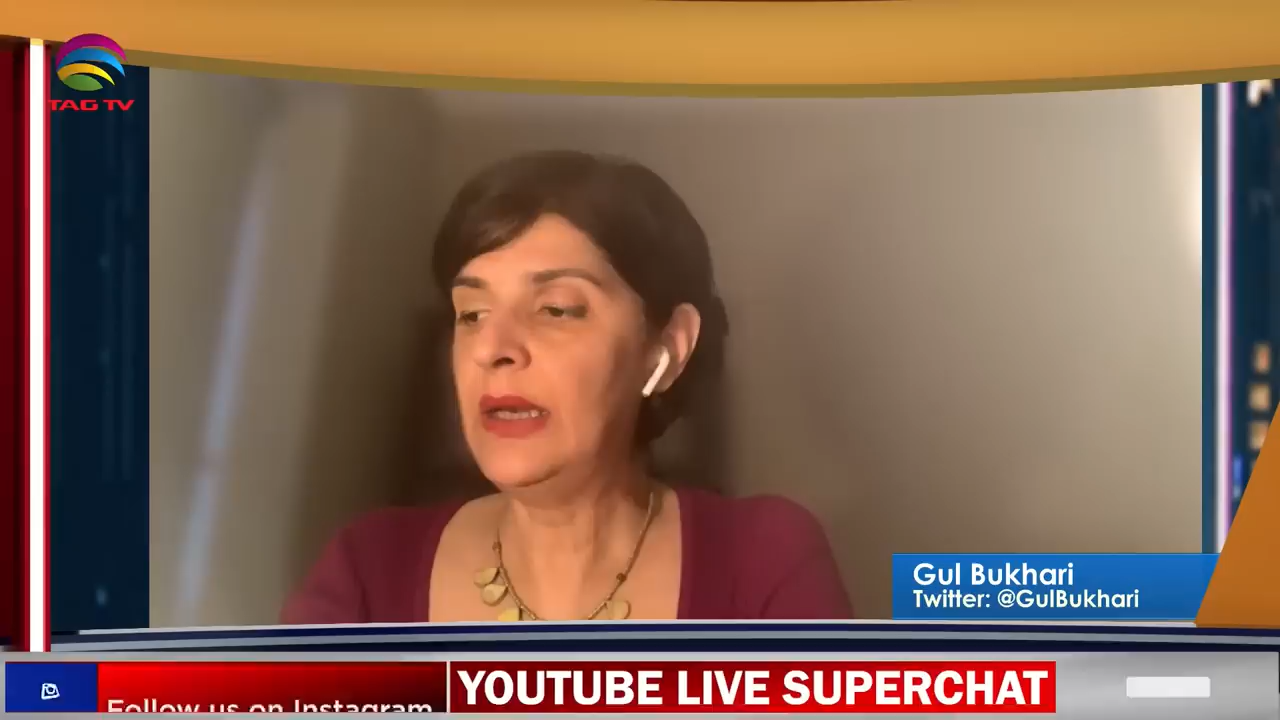 TAG TV
Gul Bukhari
Twitter: @GulBukhari
Follow us on Instagram
YOUTUBE LIVE SUPERCHAT